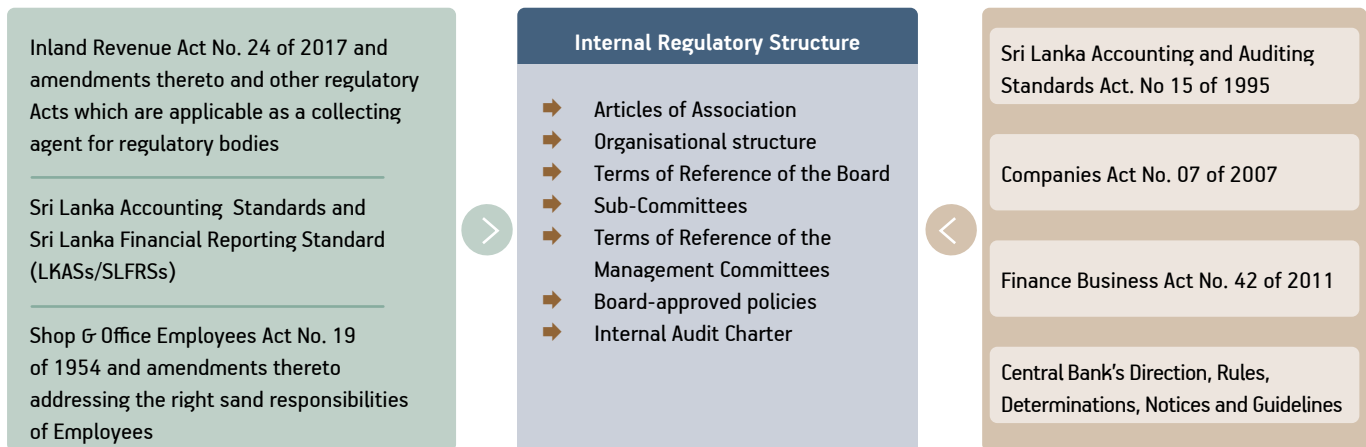 Inland Revenue Act No. 24 of 2017 and
amendments thereto and other regulatory
Acts which are applicable as a collecting
agent for regulatory bodies
Sri Lanka Accounting Standards and
Sri Lanka Financial Reporting Standard
(LKASs/SLFRSs)
Shop & Office Employees Act No. 19
of 1954 and amendments thereto
addressing the right sand responsibilities
of Employees
Internal Regulatory Structure
Articles of Association
Organisational structure
Terms of Reference of the Board
Sub-Committees
Terms of Reference of the
Management Committees
Board-approved policies
Internal Audit Charter
Sri Lanka Accounting and Auditing
Standards Act. No 15 of 1995
Companies Act No. 07 of 2007
Finance Business Act No. 42 of 2011
Central Bank's Direction, Rules,
Determinations, Notices and Guidelines